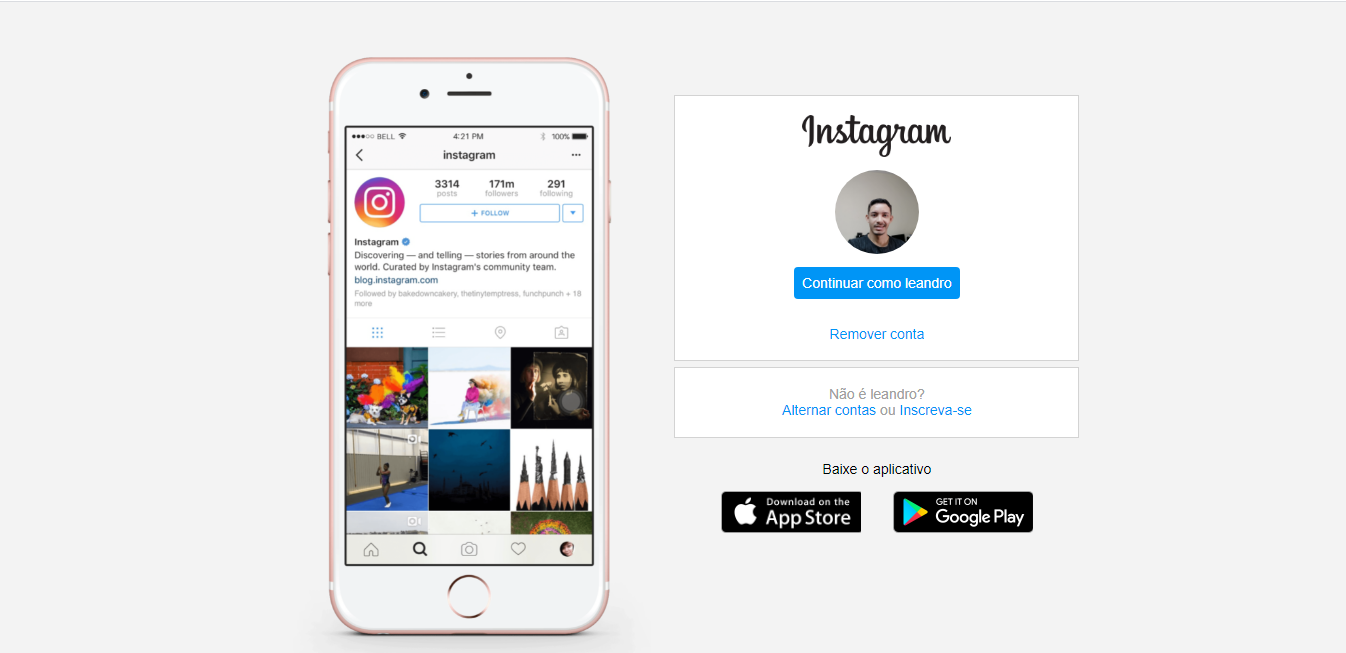 BELL
4:21 PM
100%
instagram
3314
171m
291
posts
followers
following
+ FOLLOW
Instagram
Discovering — and telling — stories from around the
world. Curated by Instagram's community team.
blog.instagram.com
Followed by bakedowncakery, thetinytemptress, funchpunch + 18
more
Instagram
Continuar como leandro
Remover conta
Não é leandro?
Alternar contas ou Inscreva-se
Baixe o aplicativo
Download on the
App Store
GET IT ON
Google Play